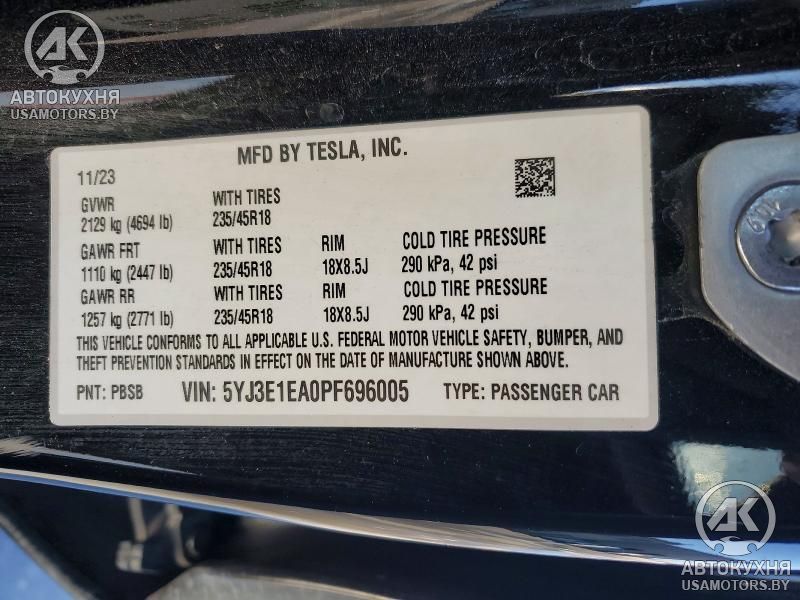 AK
АВТОКУХНЯ
USAMOTORS.BY
MFD BY TESLA, INC.
11/23
GVWR WITH TIRES
2129 kg (4694 lb) 235/45R18
GAWR FRT WITH TIRES RIM COLD TIRE PRESSURE
1110 kg (2447 lb) 235/45R18 18X8.5J 290 kPa, 42 psi
GAWR RR WITH TIRES RIM COLD TIRE PRESSURE
1257 kg (2771 lb) 235/45R18 18X8.5J 290 kPa, 42 psi
THIS VEHICLE CONFORMS TO ALL APPLICABLE U.S. FEDERAL MOTOR VEHICLE SAFETY, BUMPER, AND
THEFT PREVENTION STANDARDS IN EFFECT ON THE DATE OF MANUFACTURE SHOWN ABOVE.
PNT: PBSB VIN: 5YJ3E1EA0PF696005 TYPE: PASSENGER CAR
AK
АВТОКУХНЯ
USAMOTORS.BY